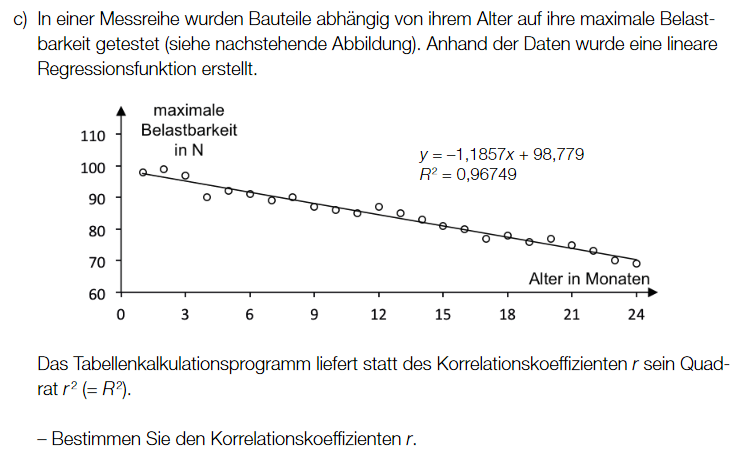 c) In einer Messreihe wurden Bauteile abhängig von ihrem Alter auf ihre maximale Belast-
barkeit getestet (siehe nachstehende Abbildung). Anhand der Daten wurde eine lineare
Regressionsfunktion erstellt.
maximale
Belastbarkeit
in N
110
100
90
80
70
60
y = –1,1857x + 98,779
R² = 0,96749
Alter in Monaten
0 3 6 9 12 15 18 21 24
Das Tabellenkalkulationsprogramm liefert statt des Korrelationskoeffizienten r sein Quad-
rat r² (= R²).
– Bestimmen Sie den Korrelationskoeffizienten r.